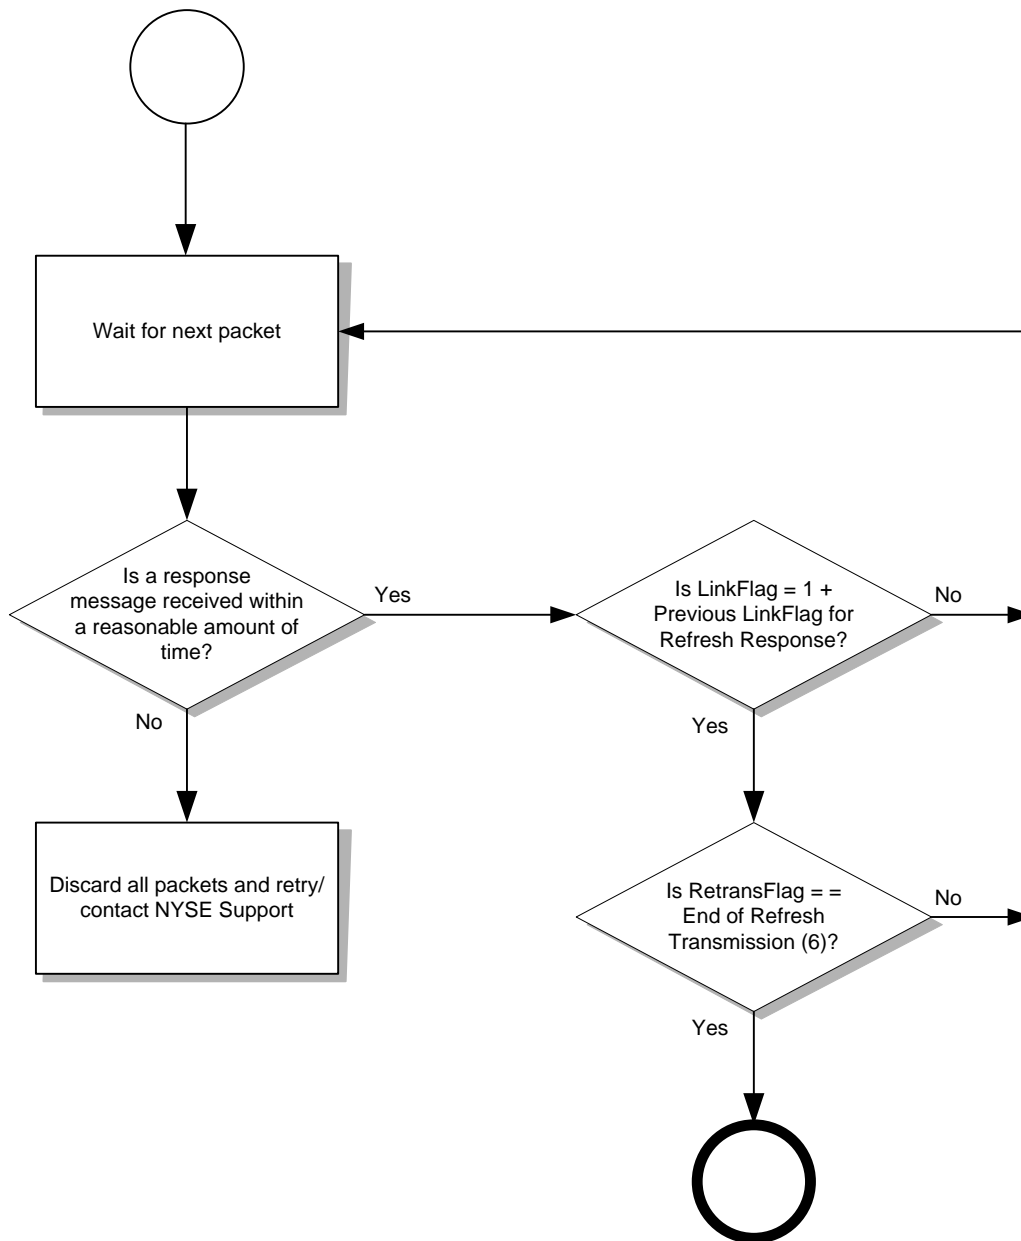 Wait for next packet
Is a response
message received within
a reasonable amount of
time?
Yes
Is LinkFlag = 1 +
Previous LinkFlag for
Refresh Response?
No
No
Yes
Discard all packets and retry/
contact NYSE Support
Is RetransFlag = =
End of Refresh
Transmission (6)?
No
Yes